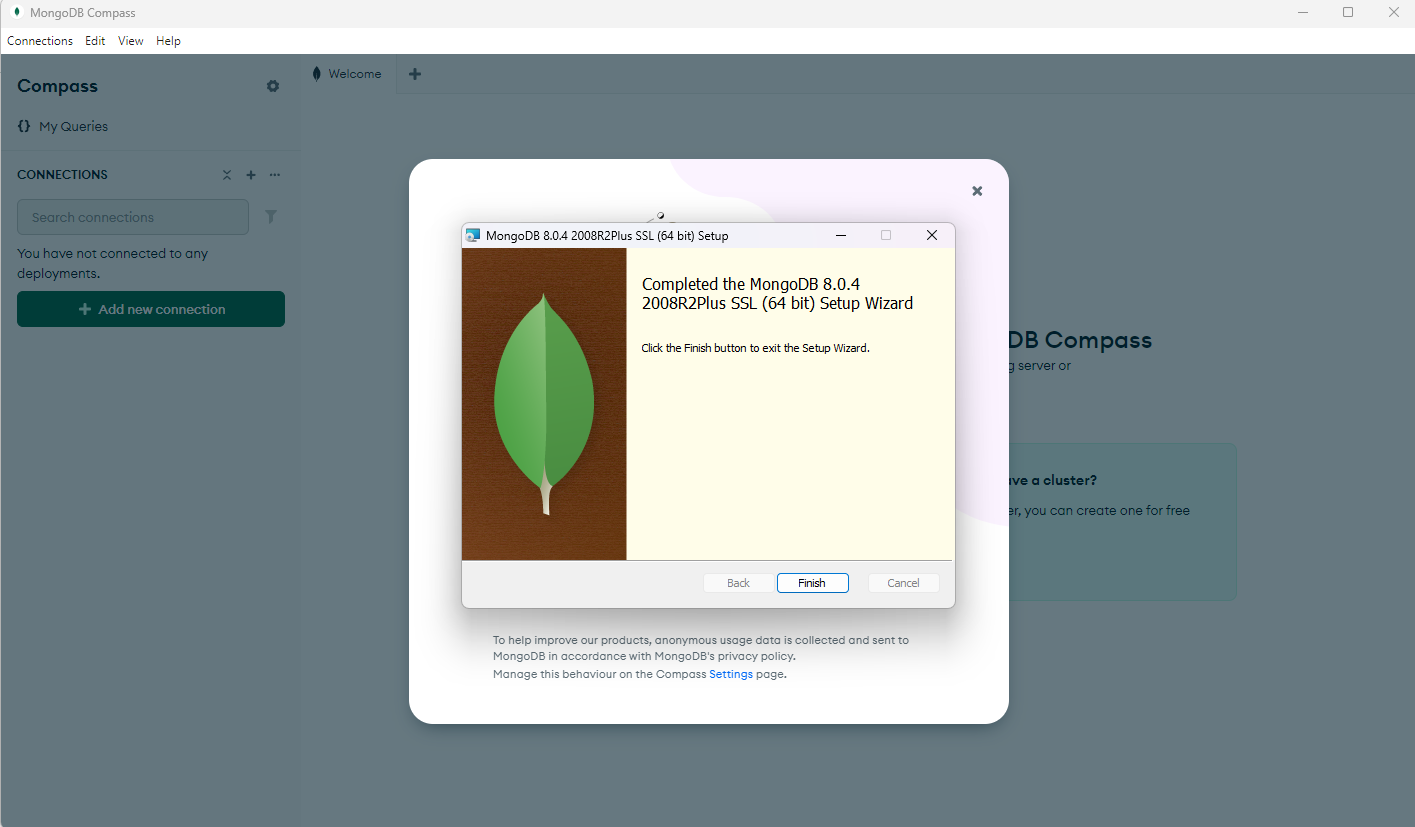 MongoDB Compass
Connections Edit View Help
Compass
Welcome
{} My Queries
CONNECTIONS
Search connections
You have not connected to any
deployments.
Add new connection
MongoDB 8.0.4 2008R2Plus SSL (64 bit) Setup
Completed the MongoDB 8.0.4
2008R2Plus SSL (64 bit) Setup Wizard
Click the Finish button to exit the Setup Wizard.
Back Finish Cancel
DB Compass
server or
a cluster?
you can create one for free
To help improve our products, anonymous usage data is collected and sent to
MongoDB in accordance with MongoDB's privacy policy.
Manage this behaviour on the Compass Settings page.